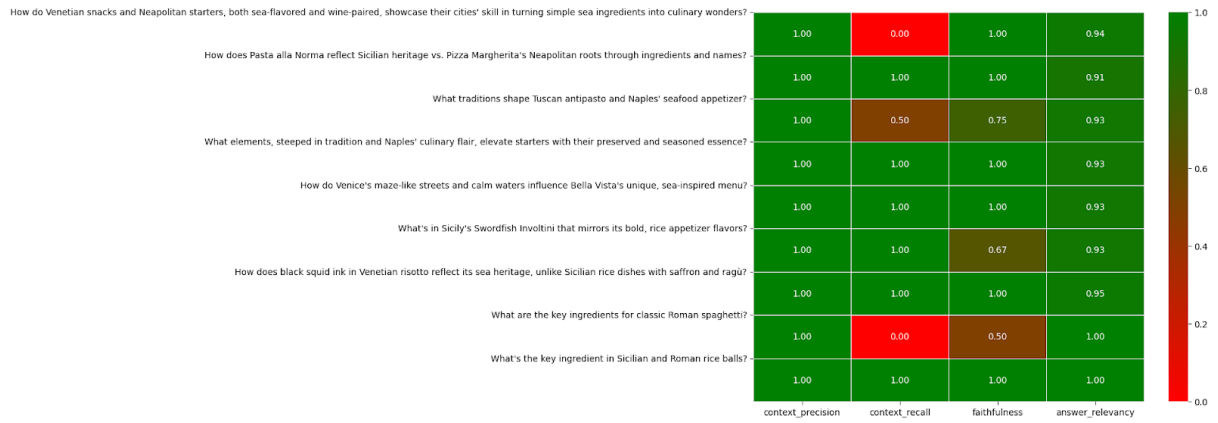 How do Venetian snacks and Neapolitan starters, both sea-flavored and wine-paired, showcase their cities' skill in turning simple sea ingredients into culinary wonders?
1.00 0.00 1.00 0.94
How does Pasta alla Norma reflect Sicilian heritage vs. Pizza Margherita's Neapolitan roots through ingredients and names?
1.00 1.00 1.00 0.91
What traditions shape Tuscan antipasto and Naples' seafood appetizer?
1.00 0.50 0.75 0.93
What elements, steeped in tradition and Naples' culinary flair, elevate starters with their preserved and seasoned essence?
1.00 1.00 1.00 0.93
How do Venice's maze-like streets and calm waters influence Bella Vista's unique, sea-inspired menu?
1.00 1.00 1.00 0.93
What's in Sicily's Swordfish Involtini that mirrors its bold, rice appetizer flavors?
1.00 1.00 0.67 0.93
How does black squid ink in Venetian risotto reflect its sea heritage, unlike Sicilian rice dishes with saffron and ragù?
1.00 1.00 1.00 0.95
What are the key ingredients for classic Roman spaghetti?
1.00 0.00 0.50 1.00
What's the key ingredient in Sicilian and Roman rice balls?
1.00 1.00 1.00 1.00
context_precision context_recall faithfulness answer_relevancy
1.0
0.8
0.6
0.4
0.2
0.0